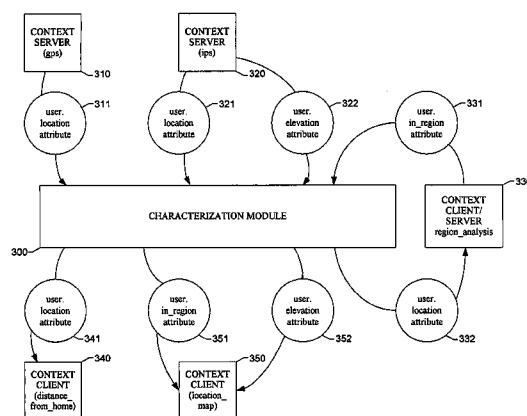 CONTEXT
SERVER
(gps)
310
CONTEXT
SERVER
(ips)
320
user.
location
attribute
311
user.
location
attribute
321
user.
elevation
attribute
322
user.
in_region
attribute
331
CHARACTERIZATION MODULE
300
CONTEXT
CLIENT/
SERVER
region_analysis
330
user.
location
attribute
341
user.
in_region
attribute
351
user.
elevation
attribute
352
user.
location
attribute
332
CONTEXT
CLIENT
(distance_
from_home)
340
CONTEXT
CLIENT
(location_
map)
350